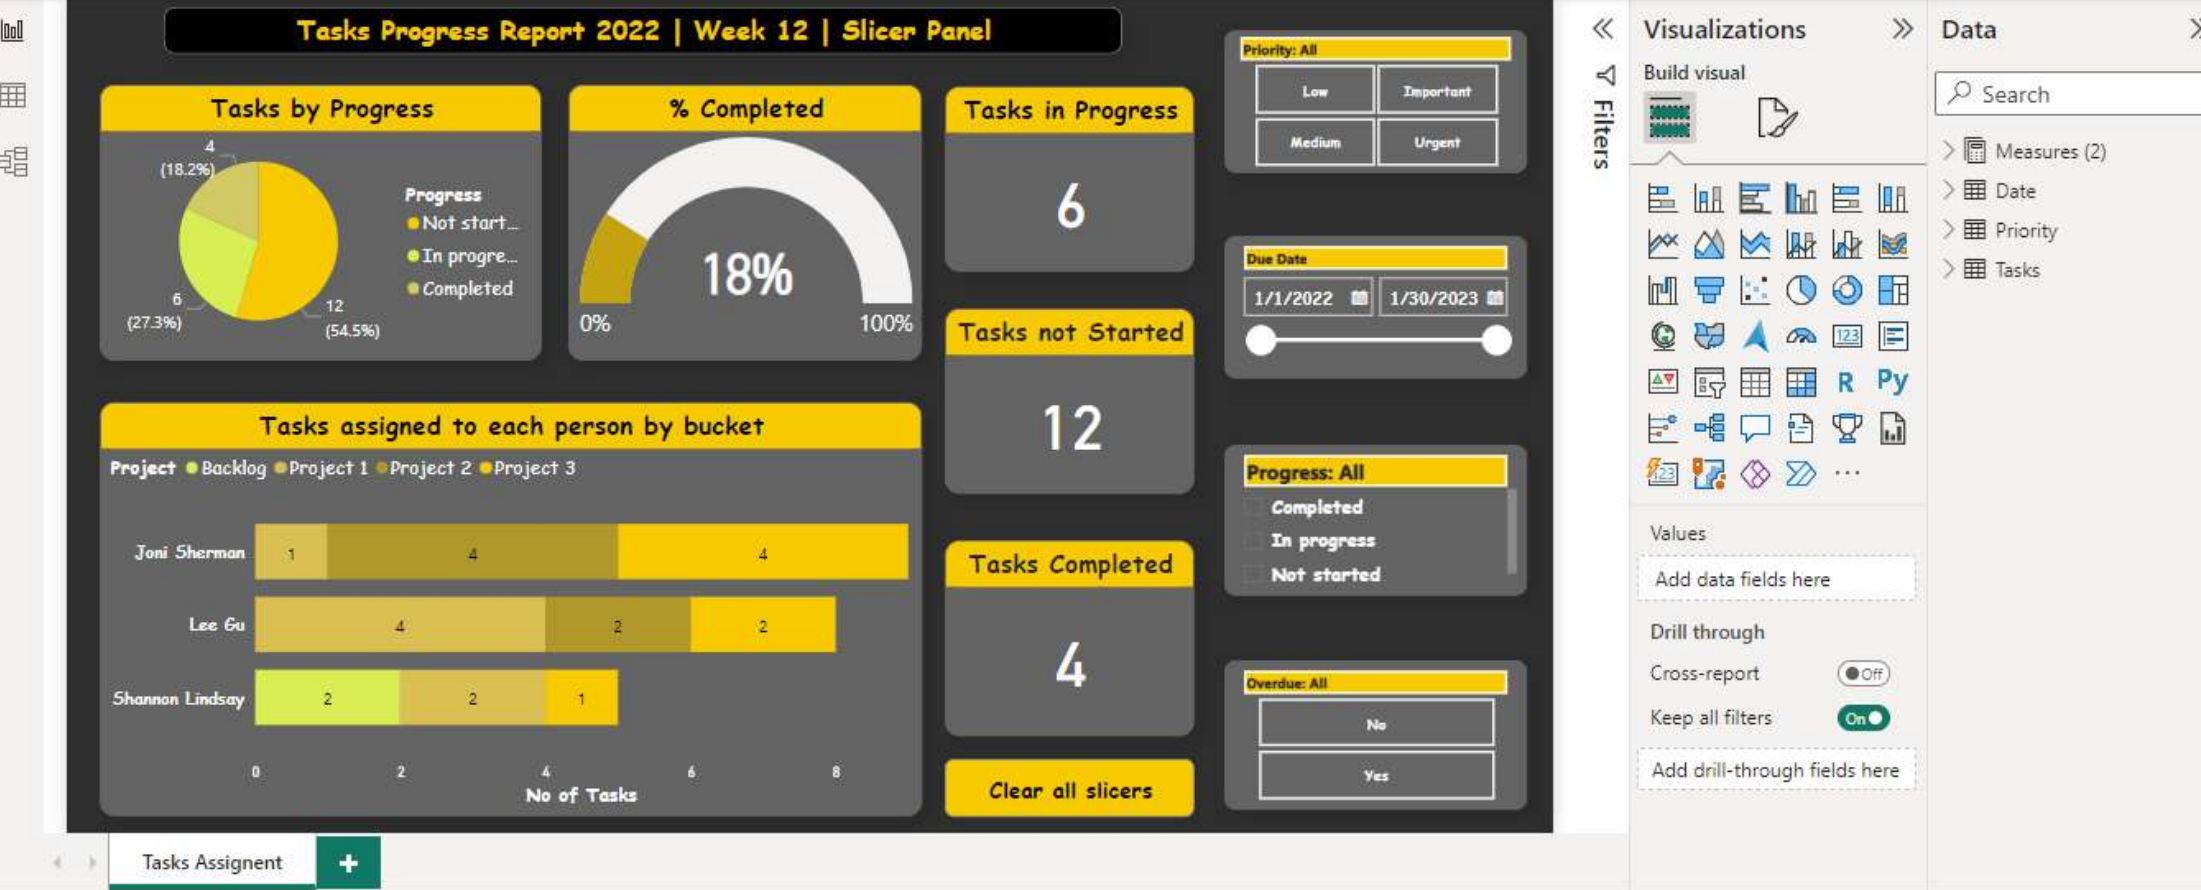 Tasks Progress Report 2022 | Week 12 | Slicer Panel
Tasks by Progress
4
(18.2%)
6
(27.3%)
12
(54.5%)
Progress
Not start...
In progre...
Completed
% Completed
18%
0%
100%
Tasks in Progress
6
Tasks not Started
12
Tasks Completed
4
Clear all slicers
Tasks assigned to each person by bucket
Project Backlog Project 1 Project 2 Project 3
Joni Sherman 1 4 4
Lee Gu 4 2 2
Shannon Lindsay 2 2 1
0 2 4 6 8
No of Tasks
Priority: All
Low Important
Medium Urgent
Due Date
1/1/2022 1/30/2023
Progress: All
Completed
In progress
Not started
Overdue: All
No
Yes
Filters
Visualizations
Build visual
123
R Py
123
Values
Add data fields here
Drill through
Cross-report Off
Keep all filters On
Add drill-through fields here
Data
Search
Measures (2)
Date
Priority
Tasks
Tasks Assignent